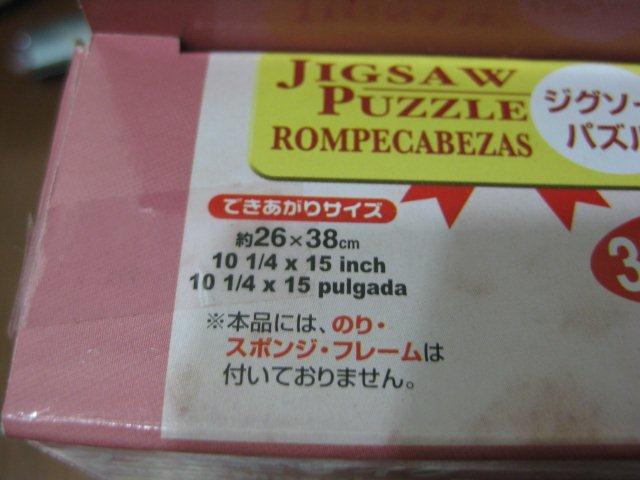 JIGSAW
PUZZLE
ROMPECABEZAS
ジグソー
パズル
できあがりサイズ
約26×38cm
10 1/4 x 15 inch
10 1/4 x 15 pulgada
※本品には、のり・
スポンジ・フレームは
付いておりません。
3